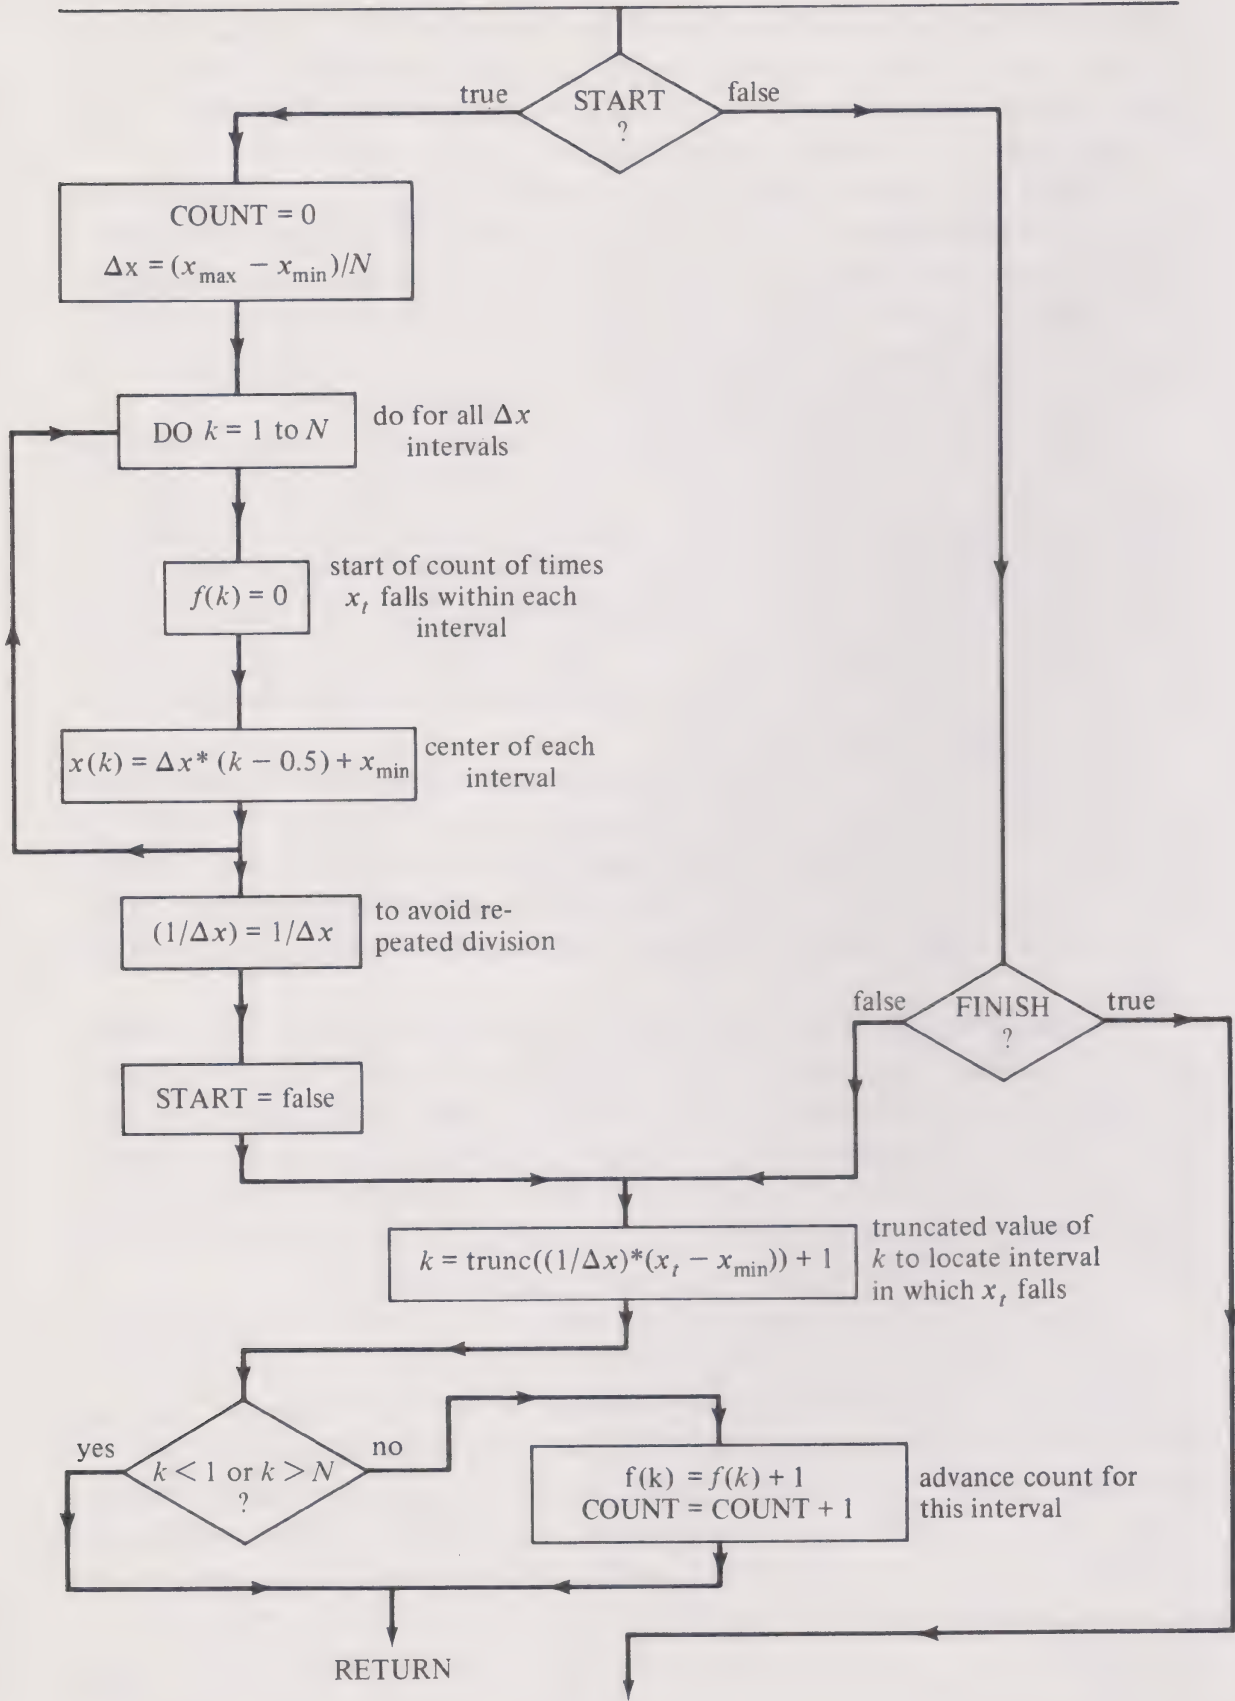 true
START
?
false
COUNT = 0
Δx = (x_max − x_min)/N
DO k = 1 to N
do for all Δx
intervals
f(k) = 0
start of count of times
x_t falls within each
interval
x(k) = Δx* (k − 0.5) + x_min
center of each
interval
(1/Δx) = 1/Δx
to avoid re-
peated division
false
FINISH
?
true
START = false
k = trunc((1/Δx)*(x_t − x_min)) + 1
truncated value of
k to locate interval
in which x_t falls
yes
k < 1 or k > N
?
no
f(k) = f(k) + 1
COUNT = COUNT + 1
advance count for
this interval
RETURN